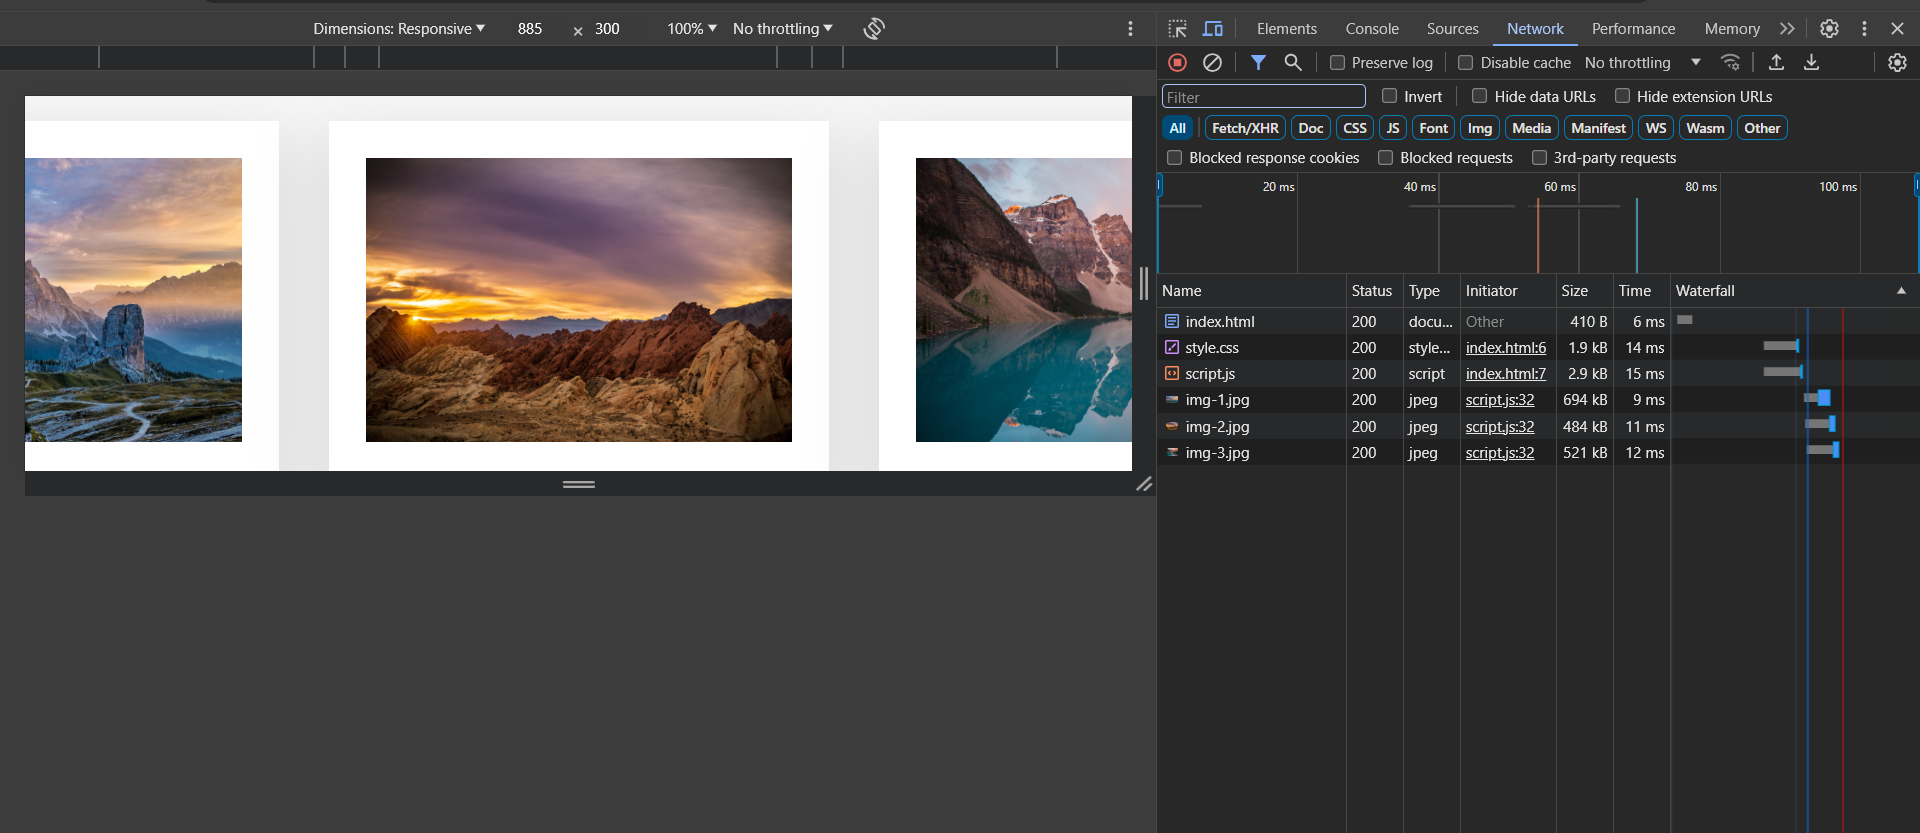 Dimensions: Responsive 885 × 300 100% No throttling
Elements Console Sources Network Performance Memory
Preserve log Disable cache No throttling
Filter Invert Hide data URLs Hide extension URLs
All Fetch/XHR Doc CSS JS Font Img Media Manifest WS Wasm Other
Blocked response cookies Blocked requests 3rd-party requests
20 ms 40 ms 60 ms 80 ms 100 ms
Name Status Type Initiator Size Time Waterfall
index.html 200 docu... Other 410 B 6 ms
style.css 200 style... index.html:6 1.9 kB 14 ms
script.js 200 script index.html:7 2.9 kB 15 ms
img-1.jpg 200 jpeg script.js:32 694 kB 9 ms
img-2.jpg 200 jpeg script.js:32 484 kB 11 ms
img-3.jpg 200 jpeg script.js:32 521 kB 12 ms